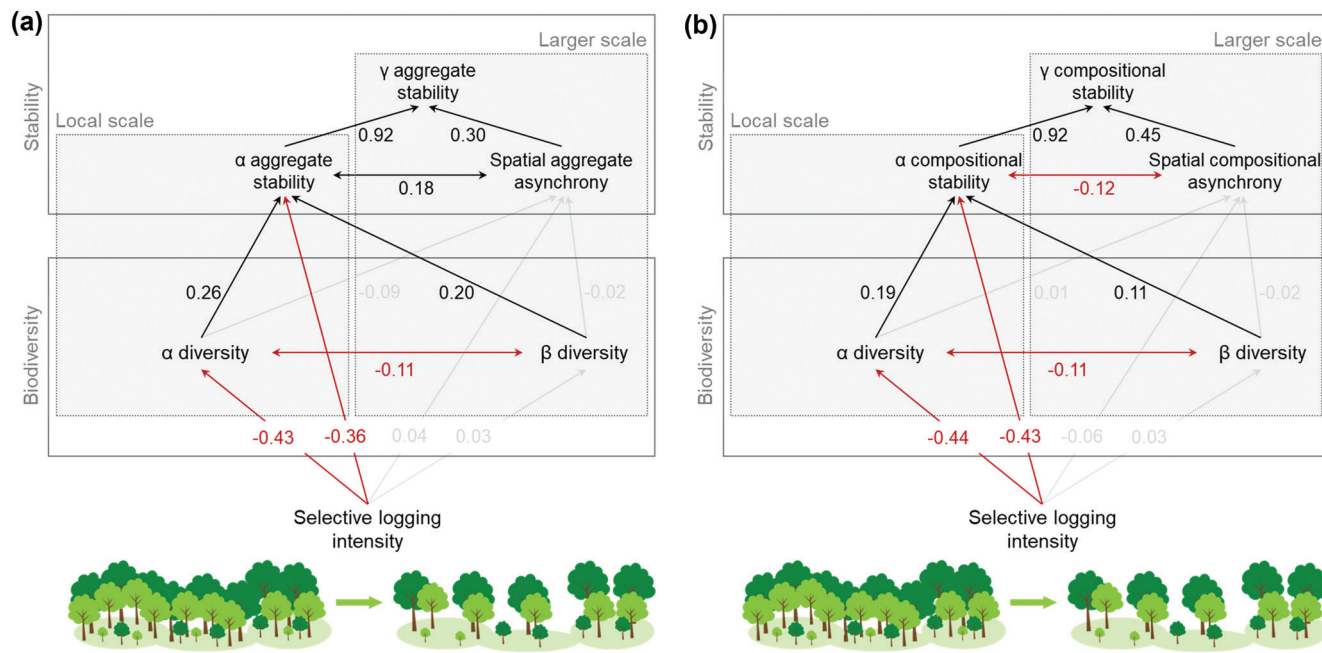 (a)
Larger scale
γ aggregate
stability
Stability
Local scale
0.92
0.30
α aggregate
stability
Spatial aggregate
asynchrony
0.18
0.26
-0.09
0.20
-0.02
Biodiversity
α diversity
β diversity
-0.11
-0.43
-0.36
0.04
0.03
Selective logging
intensity
(b)
Larger scale
γ compositional
stability
Stability
Local scale
0.92
0.45
α compositional
stability
Spatial compositional
asynchrony
-0.12
0.19
0.01
0.11
-0.02
Biodiversity
α diversity
β diversity
-0.11
-0.44
-0.43
-0.06
0.03
Selective logging
intensity